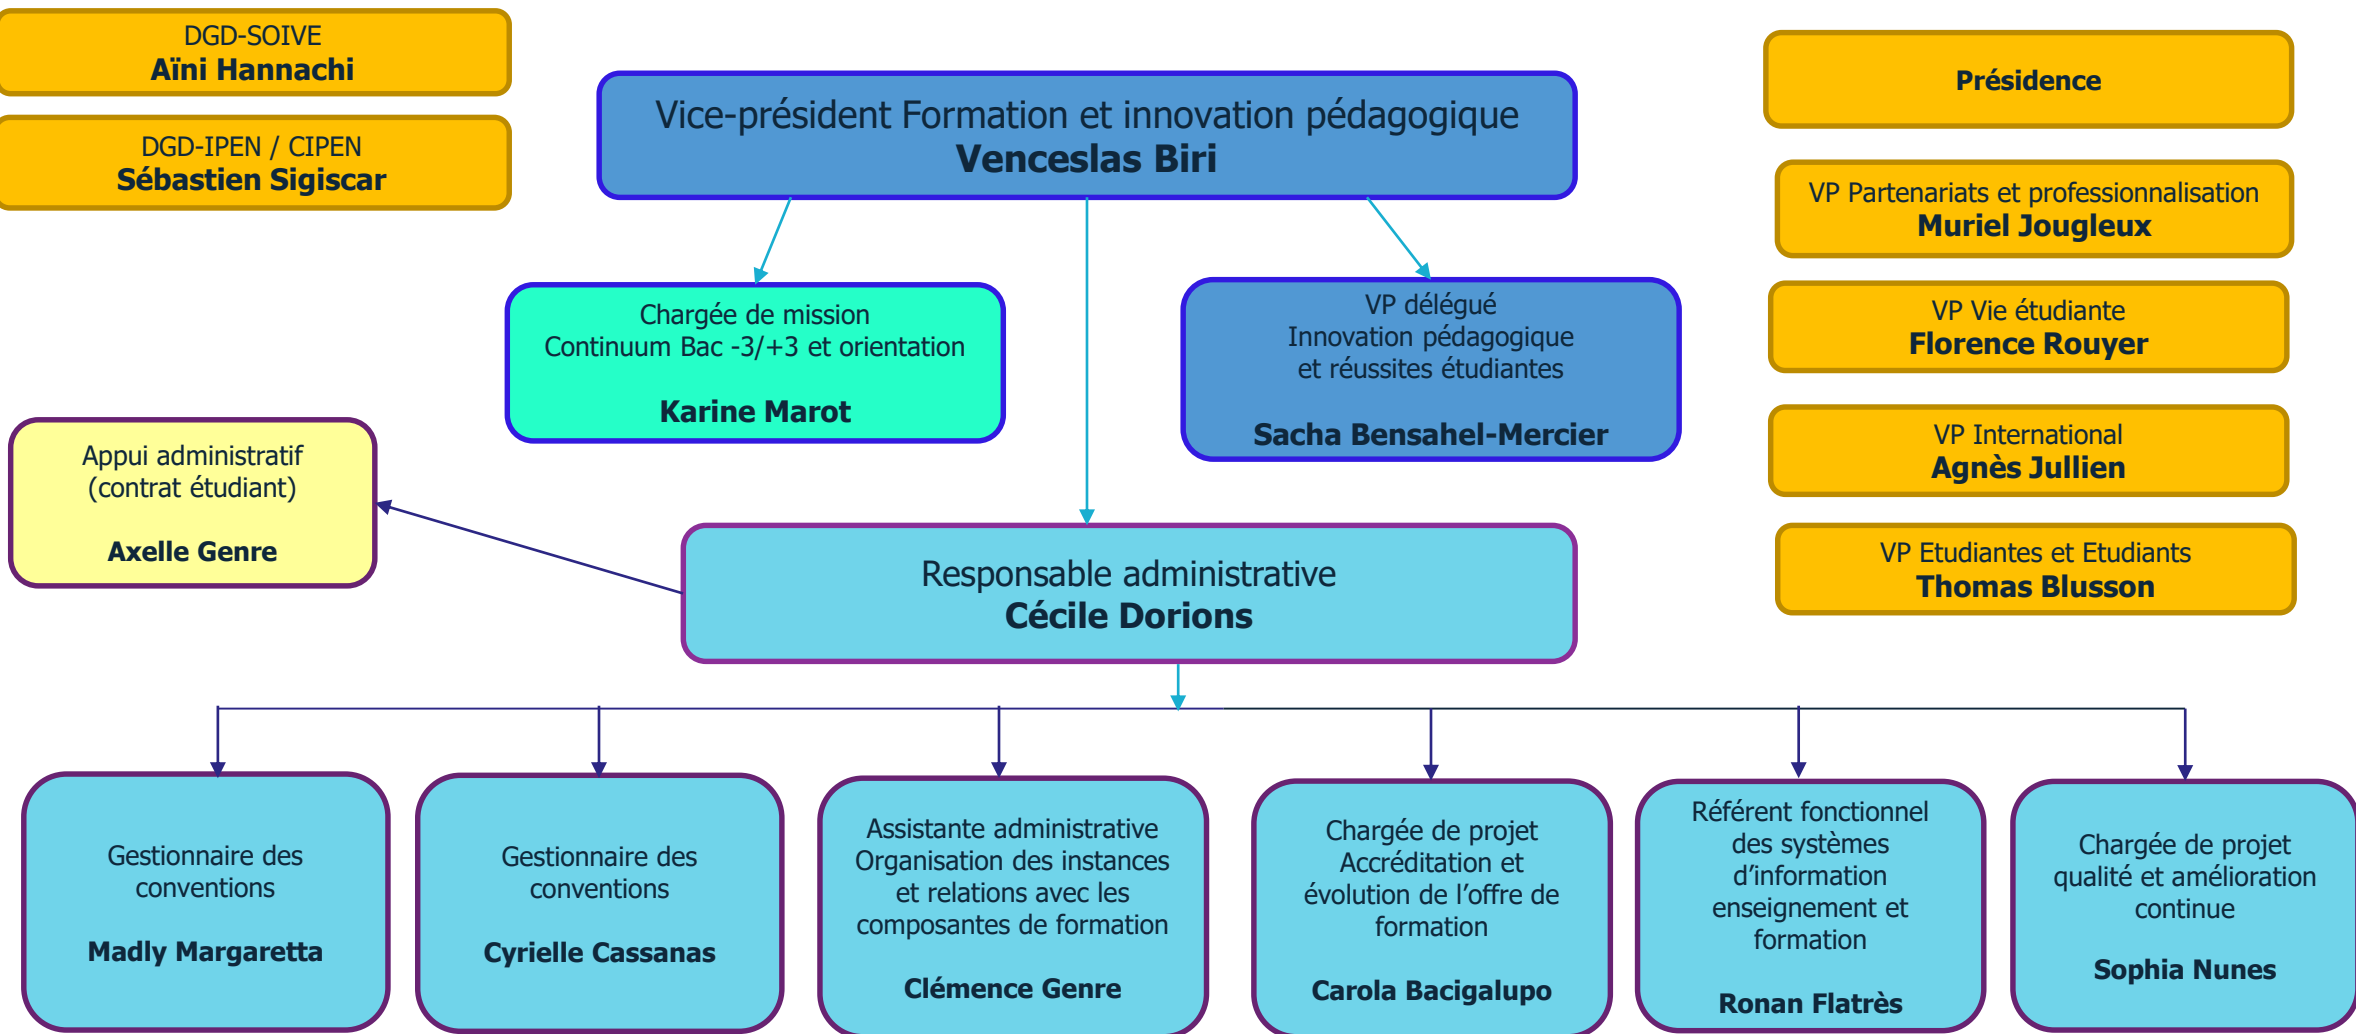 DGD-SOIVE
Aïni Hannachi
DGD-IPEN / CIPEN
Sébastien Sigiscar
Vice-président Formation et innovation pédagogique
Venceslas Biri
Présidence
VP Partenariats et professionnalisation
Muriel Jougleux
VP Vie étudiante
Florence Rouyer
VP International
Agnès Jullien
VP Etudiantes et Etudiants
Thomas Blusson
Chargée de mission
Continuum Bac -3/+3 et orientation
Karine Marot
VP délégué
Innovation pédagogique
et réussites étudiantes
Sacha Bensahel-Mercier
Appui administratif
(contrat étudiant)
Axelle Genre
Responsable administrative
Cécile Dorions
Gestionnaire des
conventions
Madly Margaretta
Gestionnaire des
conventions
Cyrielle Cassanas
Assistante administrative
Organisation des instances
et relations avec les
composantes de formation
Clémence Genre
Chargée de projet
Accréditation et
évolution de l’offre de
formation
Carola Bacigalupo
Référent fonctionnel
des systèmes
d’information
enseignement et
formation
Ronan Flatrès
Chargée de projet
qualité et amélioration
continue
Sophia Nunes